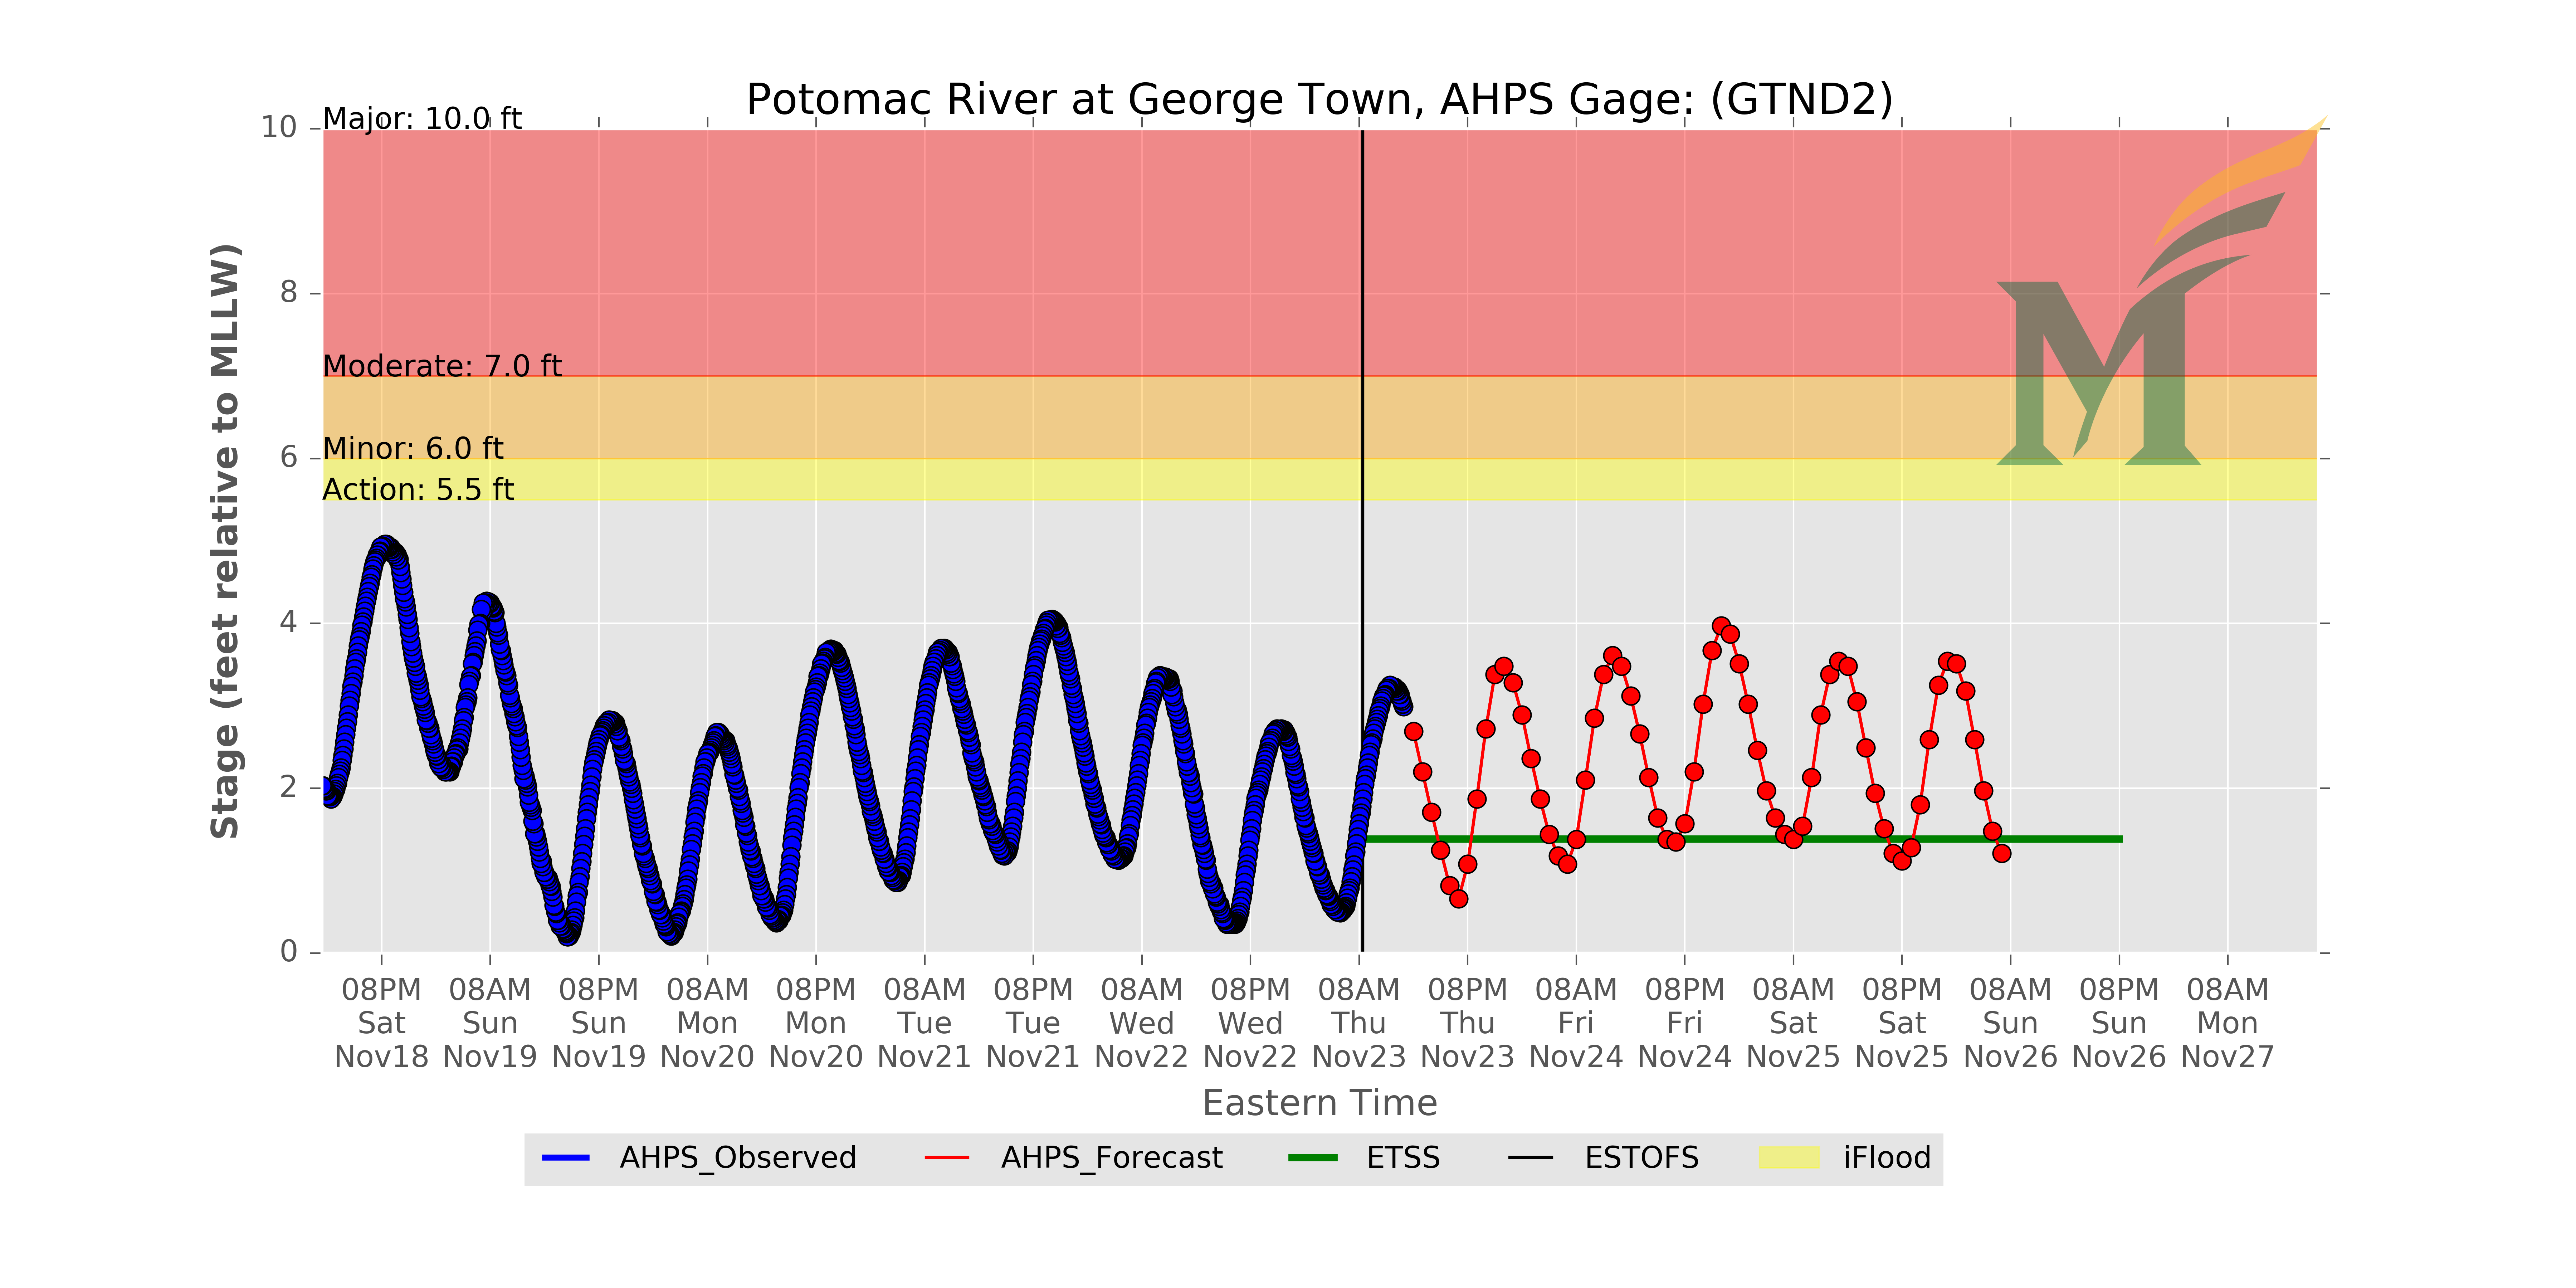 Potomac River at George Town, AHPS Gage: (GTND2)
Major: 10.0 ft
Moderate: 7.0 ft
Minor: 6.0 ft
Action: 5.5 ft
Stage (feet relative to MLLW)
10
8
6
4
2
0
08PM 08AM 08PM 08AM 08PM 08AM 08PM 08AM 08PM 08AM 08PM 08AM 08PM 08AM 08PM 08AM 08PM 08AM
Sat Sun Sun Mon Mon Tue Tue Wed Wed Thu Thu Fri Fri Sat Sat Sun Sun Mon
Nov18 Nov19 Nov19 Nov20 Nov20 Nov21 Nov21 Nov22 Nov22 Nov23 Nov23 Nov24 Nov24 Nov25 Nov25 Nov26 Nov26 Nov27
Eastern Time
AHPS_Observed AHPS_Forecast ETSS ESTOFS iFlood
M